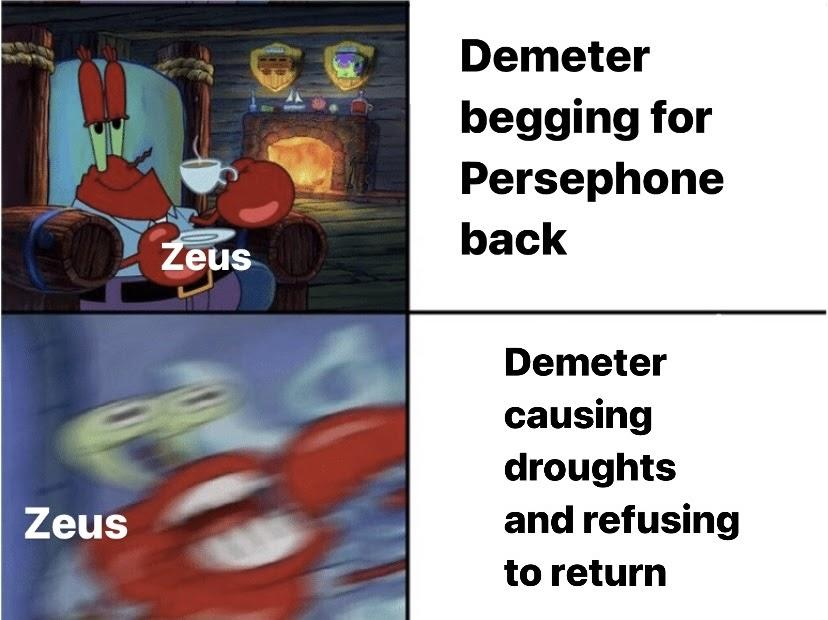 Demeter
begging for
Persephone
back
Zeus
Demeter
causing
droughts
and refusing
to return
Zeus